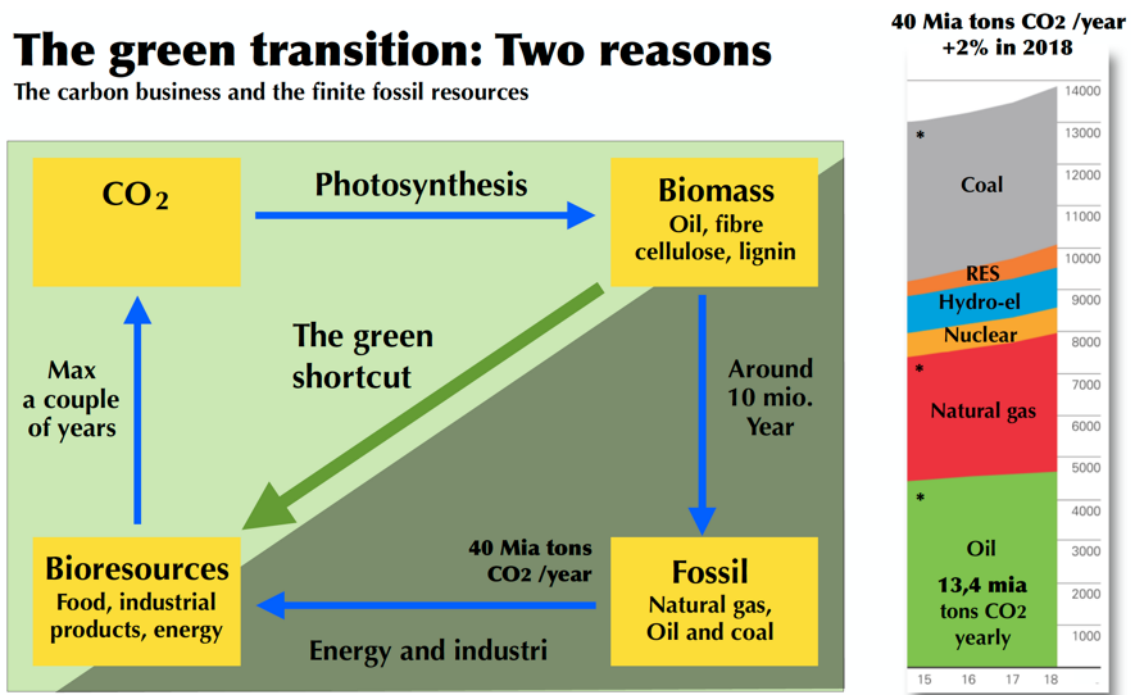 The green transition: Two reasons
The carbon business and the finite fossil resources
CO2
Photosynthesis
Biomass
Oil, fibre
cellulose, lignin
The green
shortcut
Max
a couple
of years
Around
10 mio.
Year
Bioresources
Food, industrial
products, energy
40 Mia tons
CO2 /year
Energy and industri
Fossil
Natural gas,
Oil and coal
40 Mia tons CO2 /year
+2% in 2018
14000
*
13000
Coal
12000
11000
10000
RES
Hydro-el
9000
Nuclear
8000
*
7000
Natural gas
6000
5000
*
4000
Oil
3000
13,4 mia
2000
tons CO2
yearly
1000
15 16 17 18 .